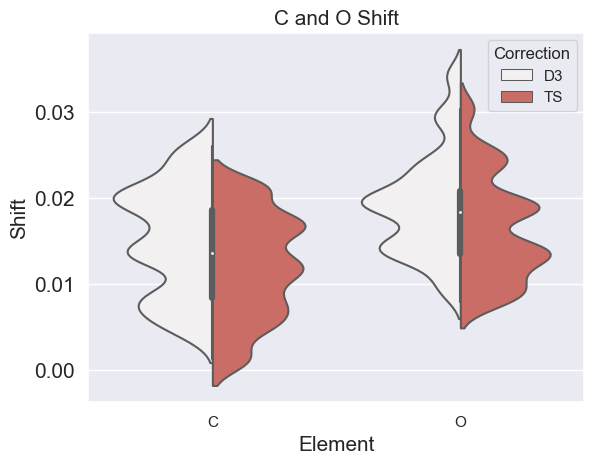 C and O Shift
Correction
D3
TS
0.03
0.02
0.01
0.00
Shift
C
O
Element